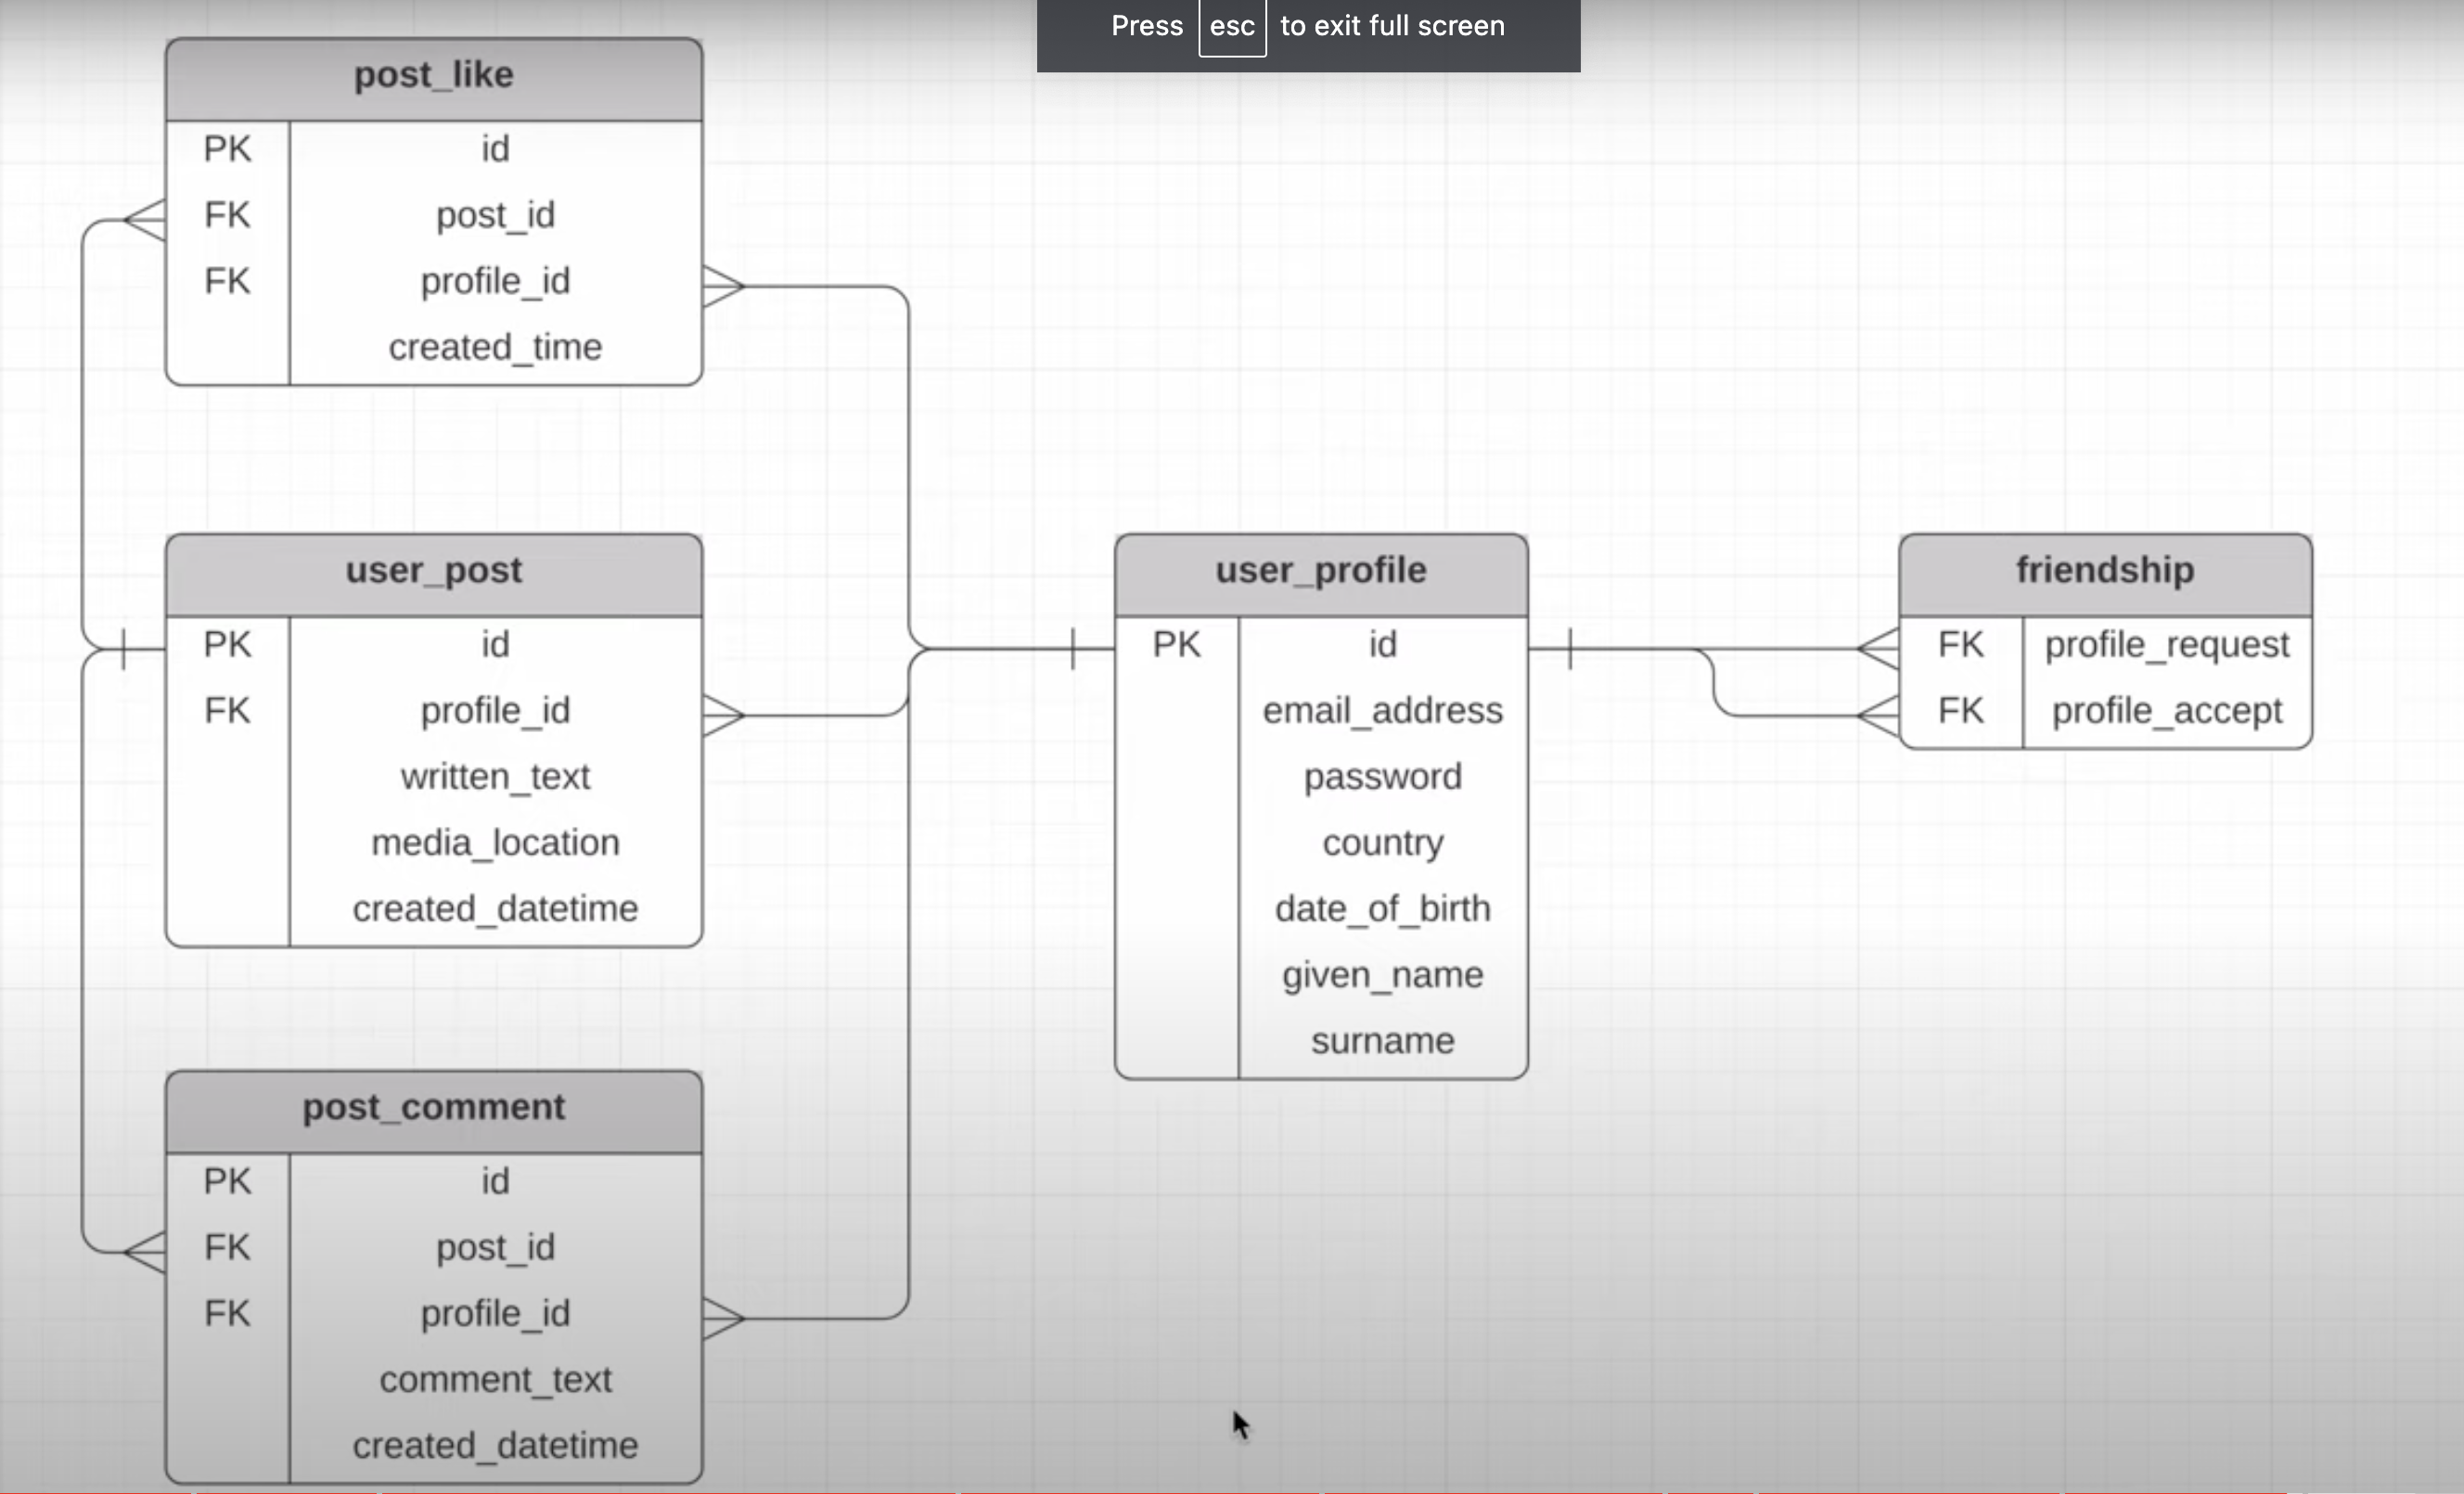 Press esc to exit full screen
post_like
PK id
FK post_id
FK profile_id
created_time
user_post
PK id
FK profile_id
written_text
media_location
created_datetime
post_comment
PK id
FK post_id
FK profile_id
comment_text
created_datetime
user_profile
PK id
email_address
password
country
date_of_birth
given_name
surname
friendship
FK profile_request
FK profile_accept